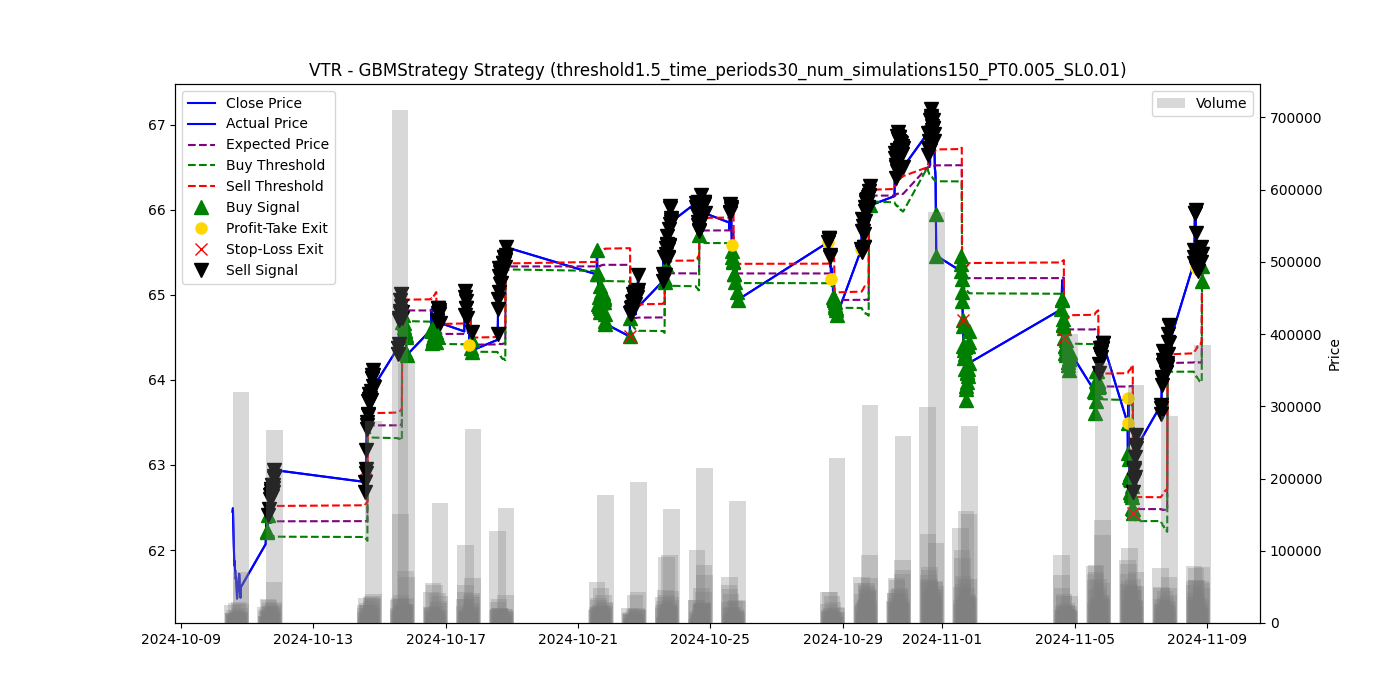 VTR - GBMStrategy Strategy (threshold1.5_time_periods30_num_simulations150_PT0.005_SL0.01)
Close Price
Actual Price
Expected Price
Buy Threshold
Sell Threshold
Buy Signal
Profit-Take Exit
Stop-Loss Exit
Sell Signal
Volume
67
66
65
64
63
62
700000
600000
500000
400000
300000
200000
100000
0
Price
2024-10-09
2024-10-13
2024-10-17
2024-10-21
2024-10-25
2024-10-29
2024-11-01
2024-11-05
2024-11-09